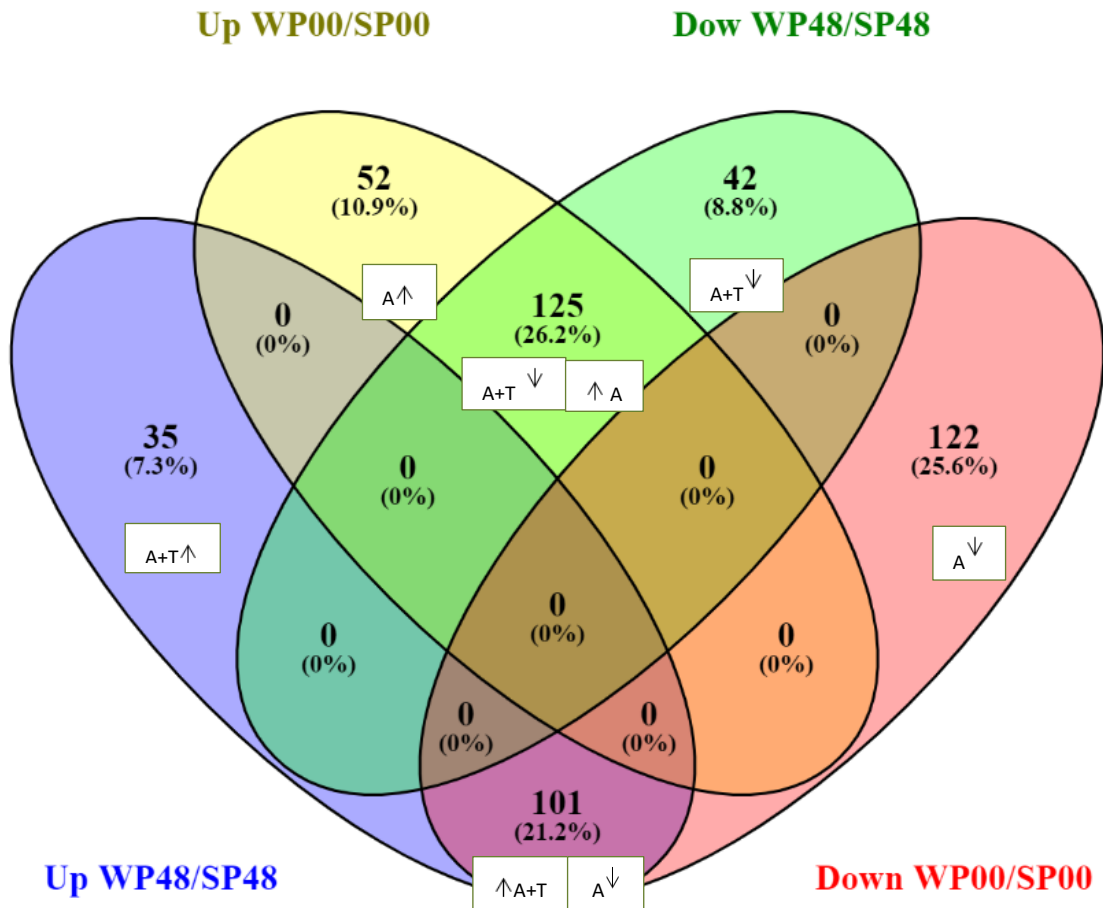 Up WP00/SP00
Dow WP48/SP48
52
(10.9%)
42
(8.8%)
A↑
A+T↓
0
(0%)
125
(26.2%)
0
(0%)
A+T↓
↑A
35
(7.3%)
0
(0%)
0
(0%)
122
(25.6%)
A+T↑
A↓
0
(0%)
0
(0%)
0
(0%)
0
(0%)
0
(0%)
101
(21.2%)
Up WP48/SP48
↑A+T
A↓
Down WP00/SP00